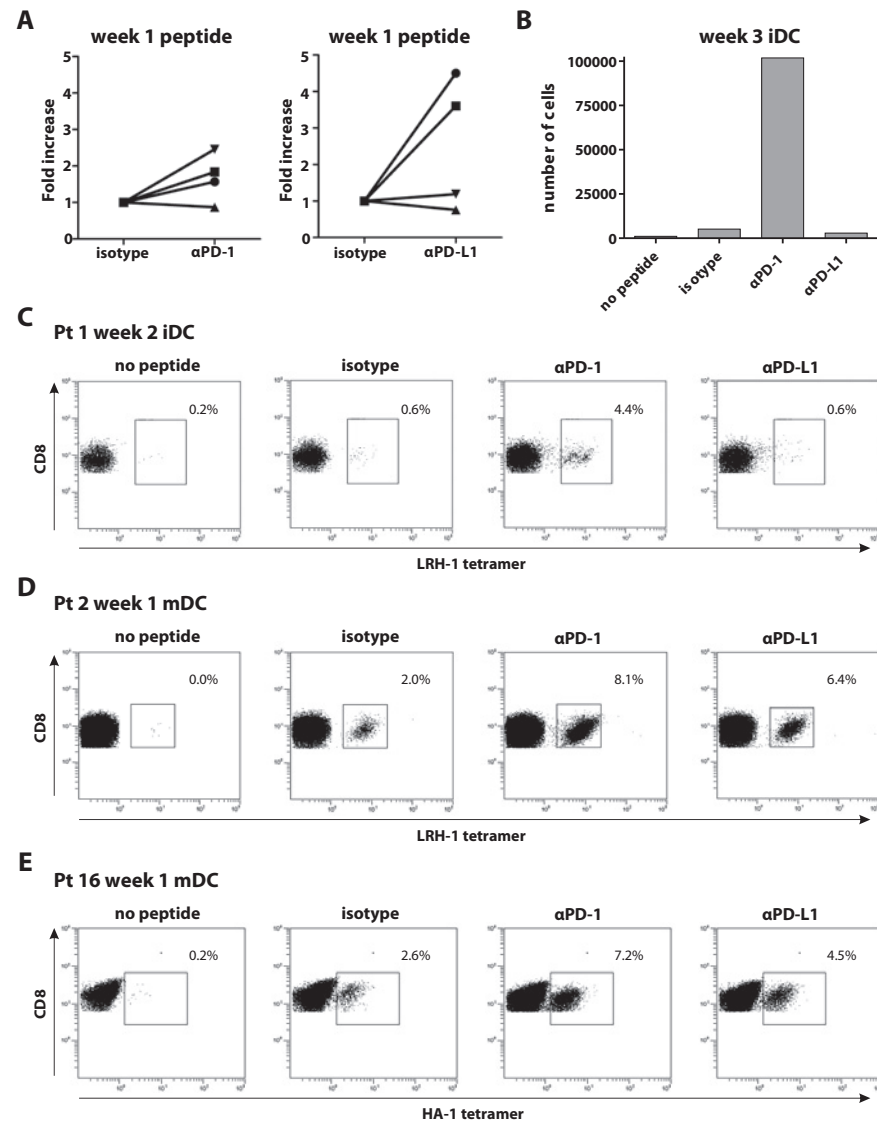 A
B
week 1 peptide
week 1 peptide
week 3 iDC
Fold increase
5
4
3
2
1
0
isotype
αPD-1
Fold increase
5
4
3
2
1
0
isotype
αPD-L1
number of cells
100000
75000
50000
25000
0
no peptide
isotype
αPD-1
αPD-L1
C
Pt 1 week 2 iDC
no peptide
isotype
αPD-1
αPD-L1
0.2%
0.6%
4.4%
0.6%
CD8
LRH-1 tetramer
D
Pt 2 week 1 mDC
no peptide
isotype
αPD-1
αPD-L1
0.0%
2.0%
8.1%
6.4%
CD8
LRH-1 tetramer
E
Pt 16 week 1 mDC
no peptide
isotype
αPD-1
αPD-L1
0.2%
2.6%
7.2%
4.5%
CD8
HA-1 tetramer